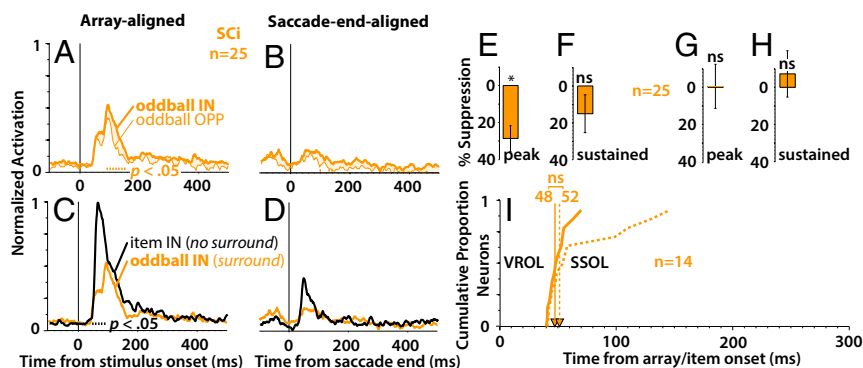 Array-aligned
Saccade-end-aligned
SCi
n=25
A
B
C
D
E
F
G
H
I
Normalized Activation
1
0
oddball IN
oddball OPP
p < .05
0 200 400
0 200 400
1
0
item IN (no surround)
oddball IN (surround)
p < .05
0 200 400
0 200 400
Time from stimulus onset (ms)
Time from saccade end (ms)
% Suppression
0
20
40
*
peak
0
20
40
ns
sustained
n=25
0
20
40
ns
peak
0
20
40
ns
sustained
Cumulative Proportion
Neurons
1
0
ns
48 52
VROL
SSOL
n=14
0 100 200 300
Time from array/item onset (ms)